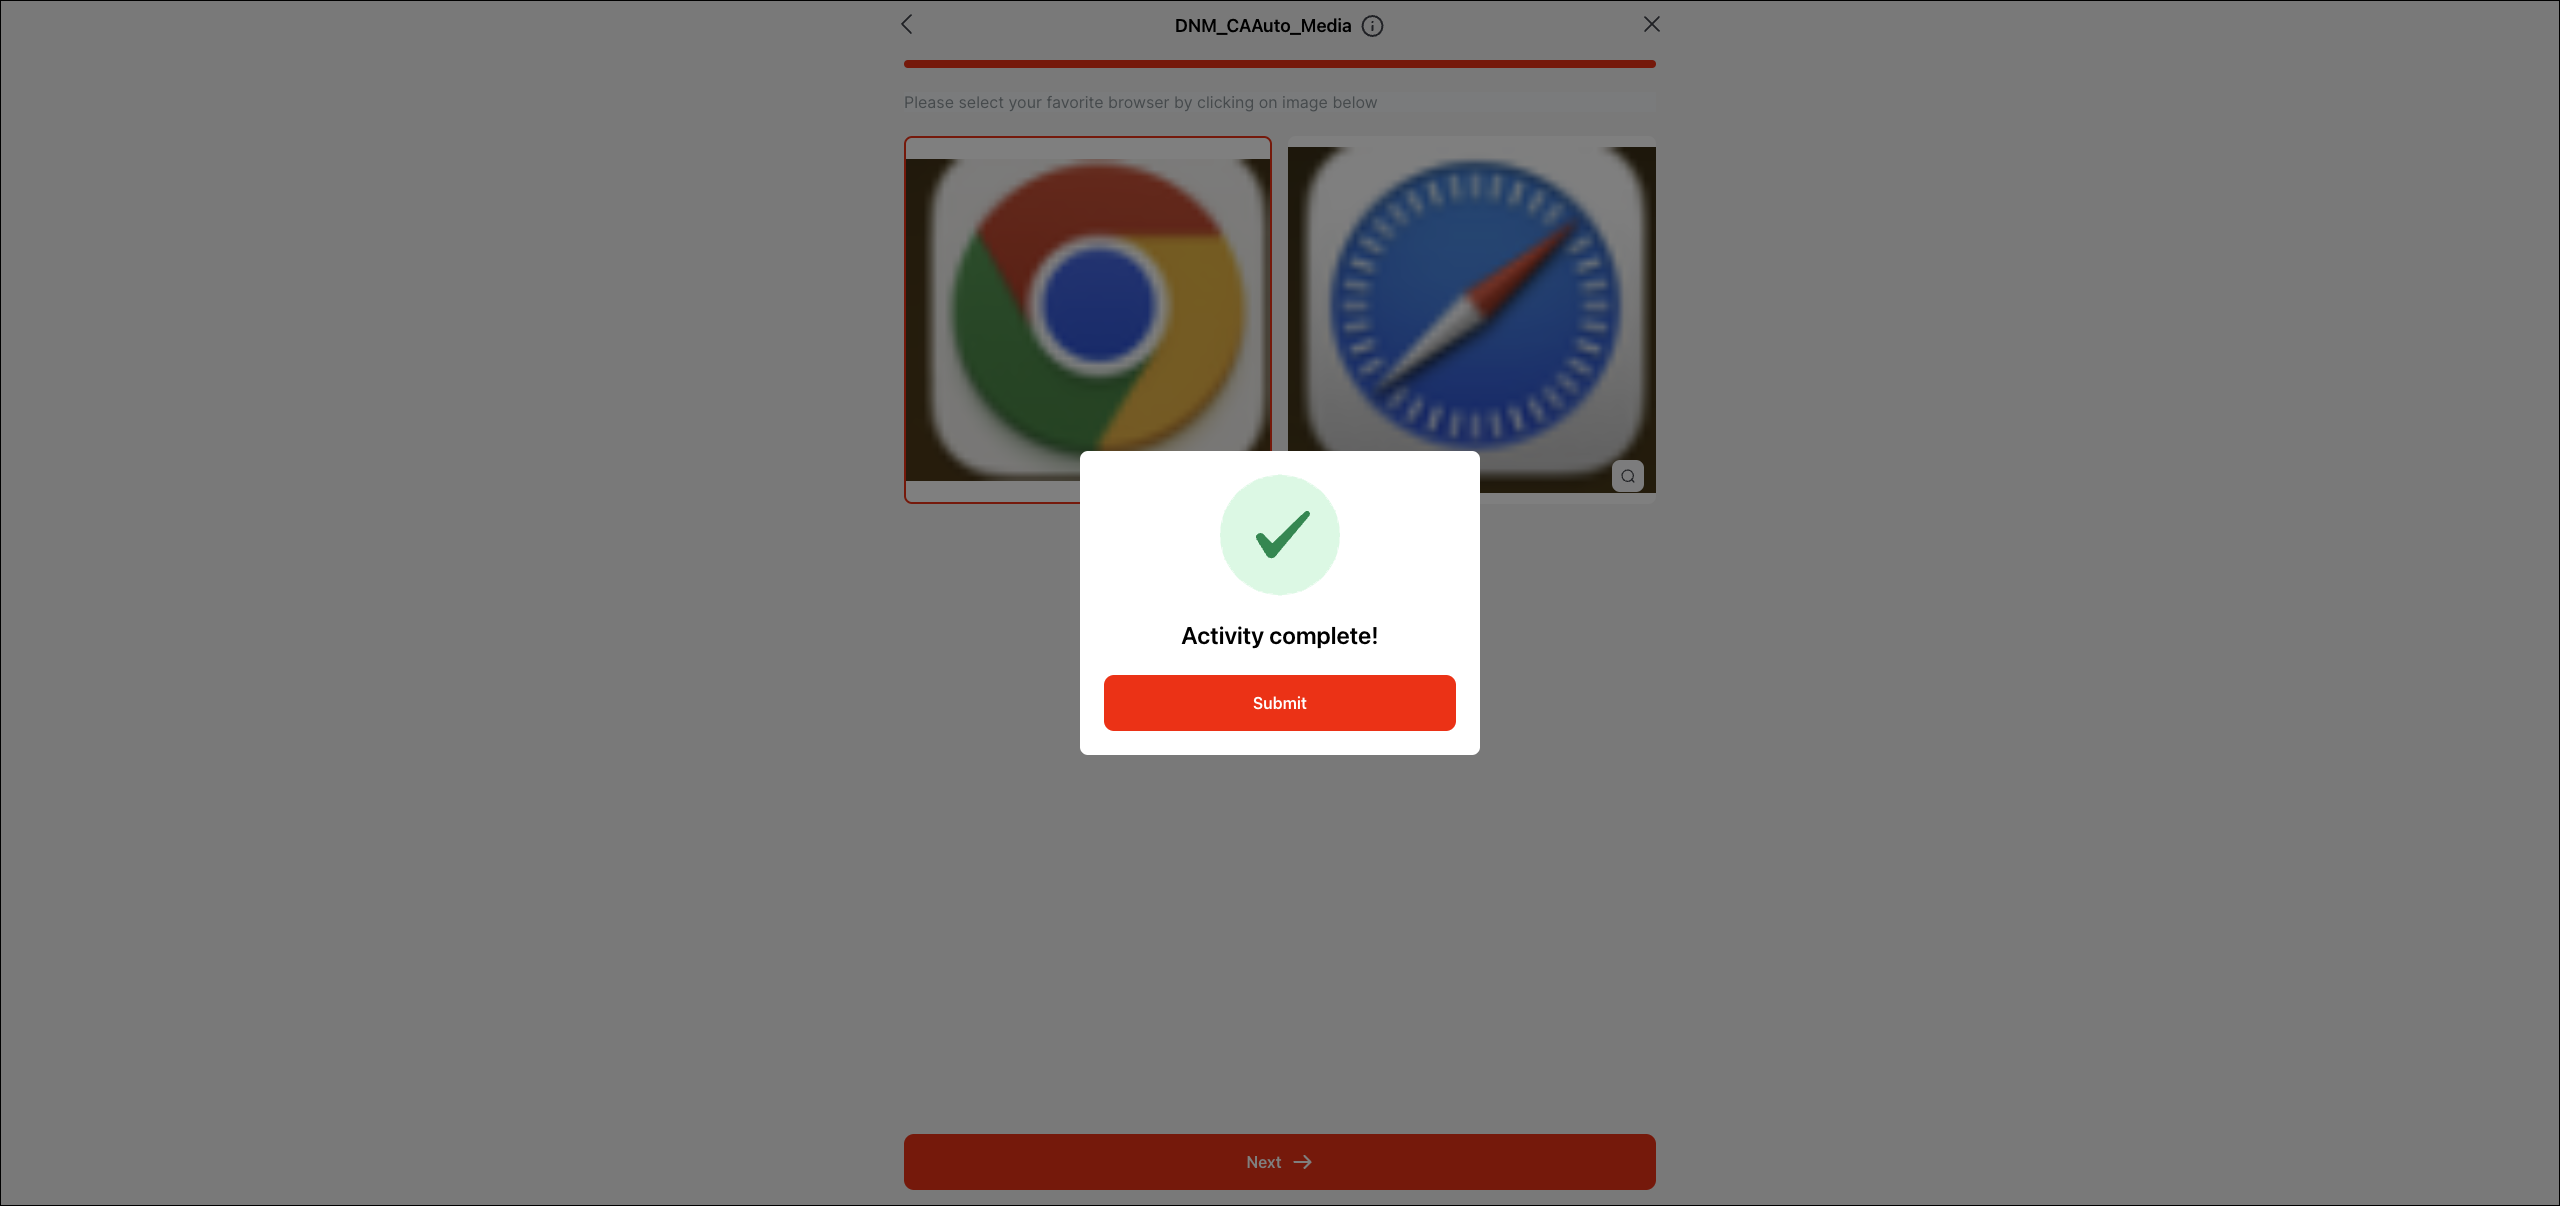 DNM_CAAuto_Media
Please select your favorite browser by clicking on image below
Activity complete!
Submit
Next